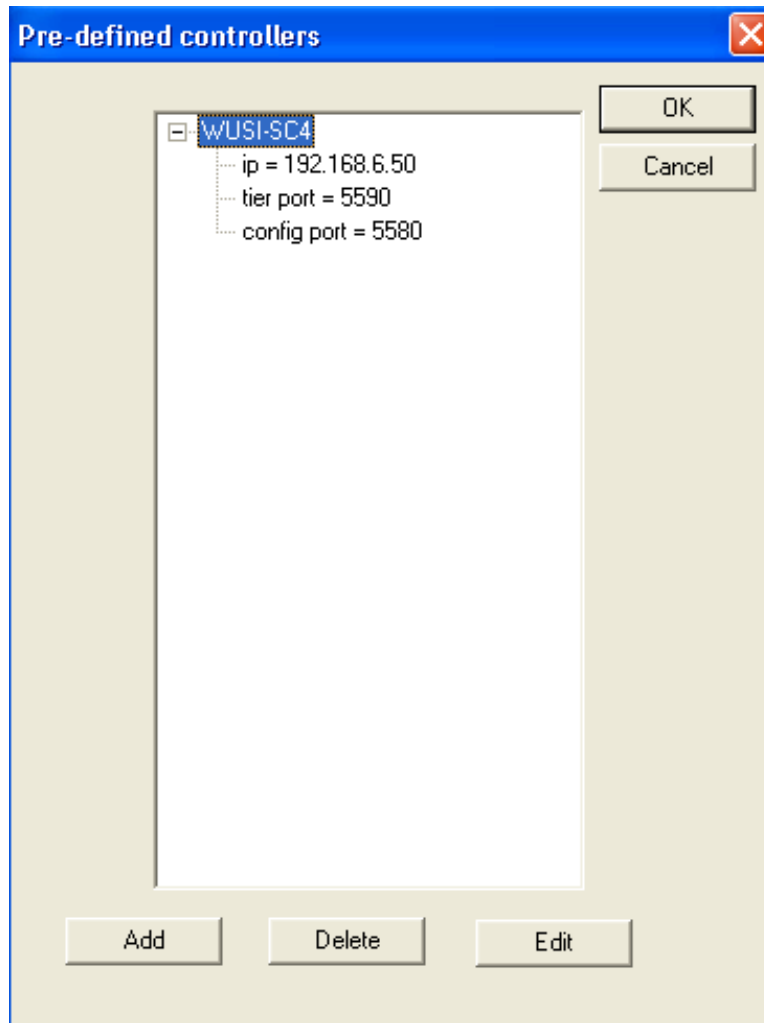 Pre-defined controllers
OK
Cancel
WUSI-SC4
ip = 192.168.6.50
tier port = 5590
config port = 5580
Add
Delete
Edit